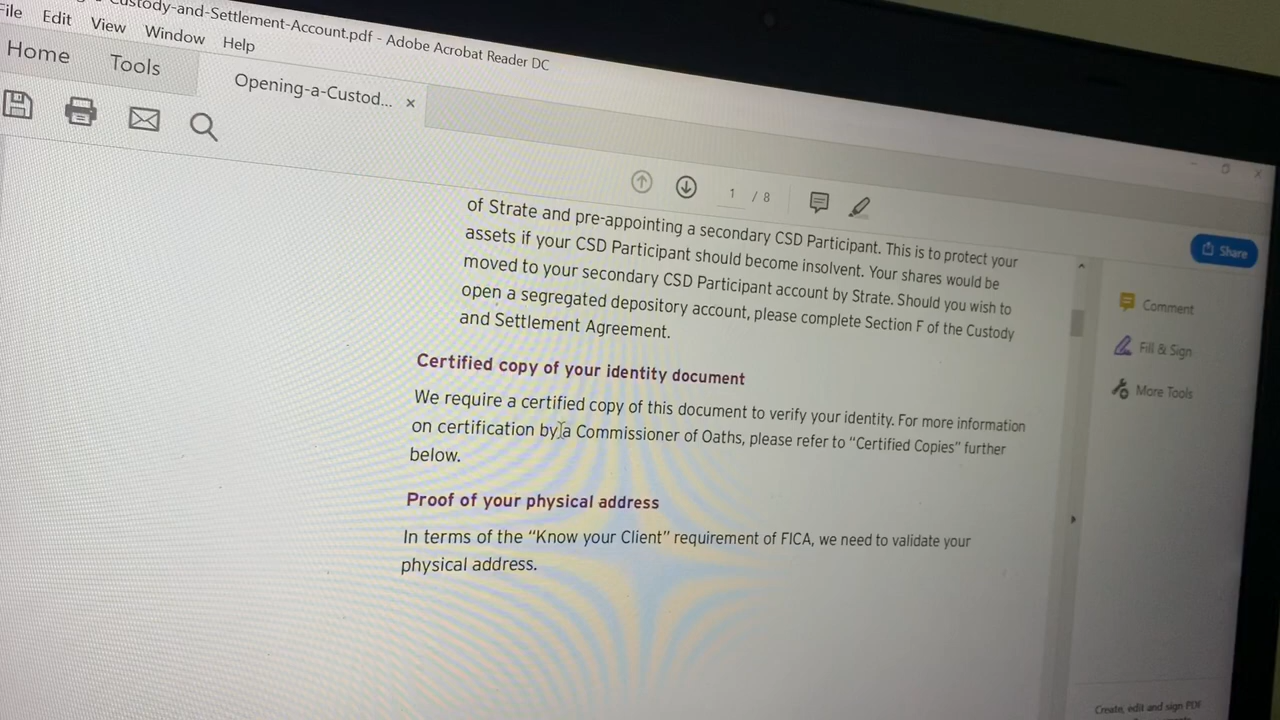 ustody-and-Settlement-Account.pdf - Adobe Acrobat Reader DC
File Edit View Window Help
Home Tools Opening-a-Custod... ×
1 / 8
Share
of Strate and pre-appointing a secondary CSD Participant. This is to protect your
assets if your CSD Participant should become insolvent. Your shares would be
moved to your secondary CSD Participant account by Strate. Should you wish to
open a segregated depository account, please complete Section F of the Custody
and Settlement Agreement.
Certified copy of your identity document
We require a certified copy of this document to verify your identity. For more information
on certification by a Commissioner of Oaths, please refer to “Certified Copies” further
below.
Proof of your physical address
In terms of the “Know your Client” requirement of FICA, we need to validate your
physical address.
Comment
Fill & Sign
More Tools
Create, edit and sign PDF